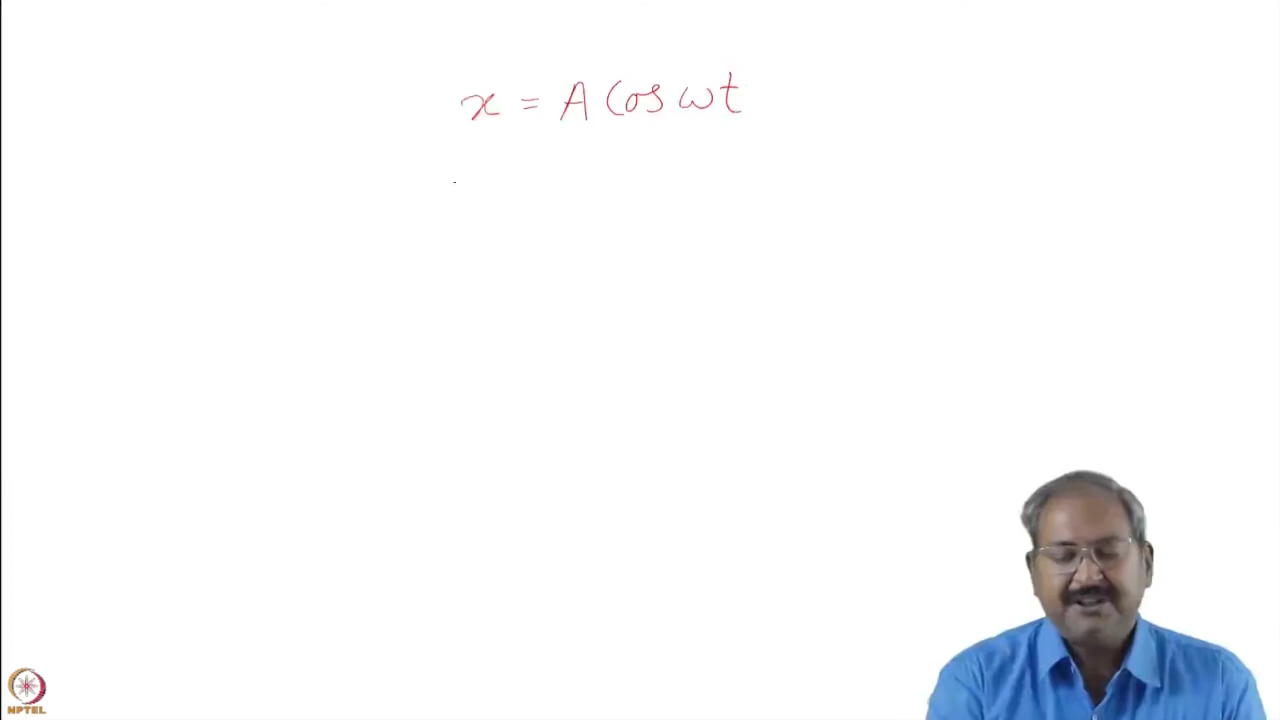 x = A Cos ωt
NPTEL